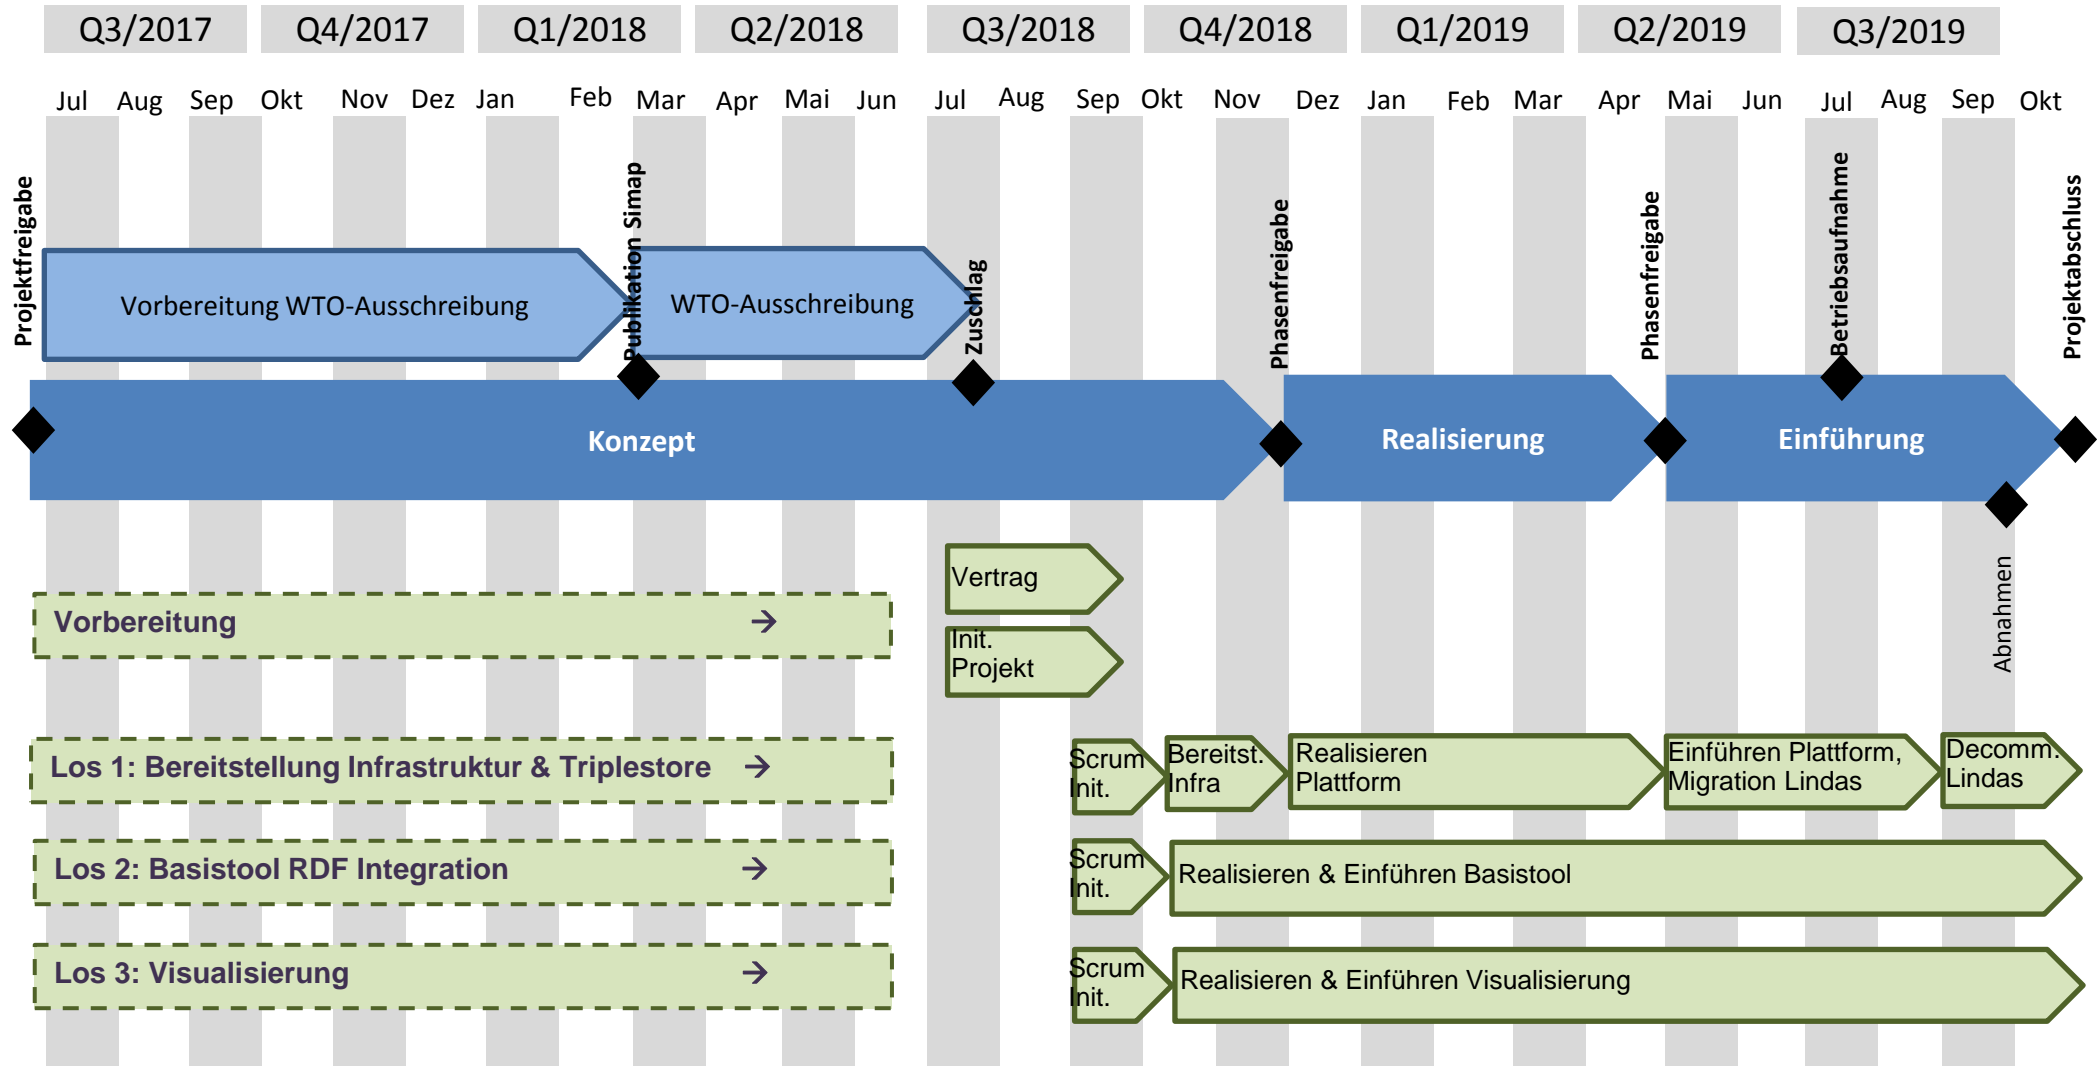 Q3/2017 Q4/2017 Q1/2018 Q2/2018 Q3/2018 Q4/2018 Q1/2019 Q2/2019 Q3/2019
Jul Aug Sep Okt Nov Dez Jan Feb Mar Apr Mai Jun Jul Aug Sep Okt Nov Dez Jan Feb Mar Apr Mai Jun Jul Aug Sep Okt
Projektfreigabe
Publikation Simap
Zuschlag
Phasenfreigabe
Phasenfreigabe
Betriebsaufnahme
Projektabschluss
Vorbereitung WTO-Ausschreibung
WTO-Ausschreibung
Konzept
Realisierung
Einführung
Abnahmen
Vorbereitung →
Vertrag
Init.
Projekt
Los 1: Bereitstellung Infrastruktur & Triplestore →
Scrum
Init.
Bereitst.
Infra
Realisieren
Plattform
Einführen Plattform,
Migration Lindas
Decomm.
Lindas
Los 2: Basistool RDF Integration →
Scrum
Init.
Realisieren & Einführen Basistool
Los 3: Visualisierung →
Scrum
Init.
Realisieren & Einführen Visualisierung